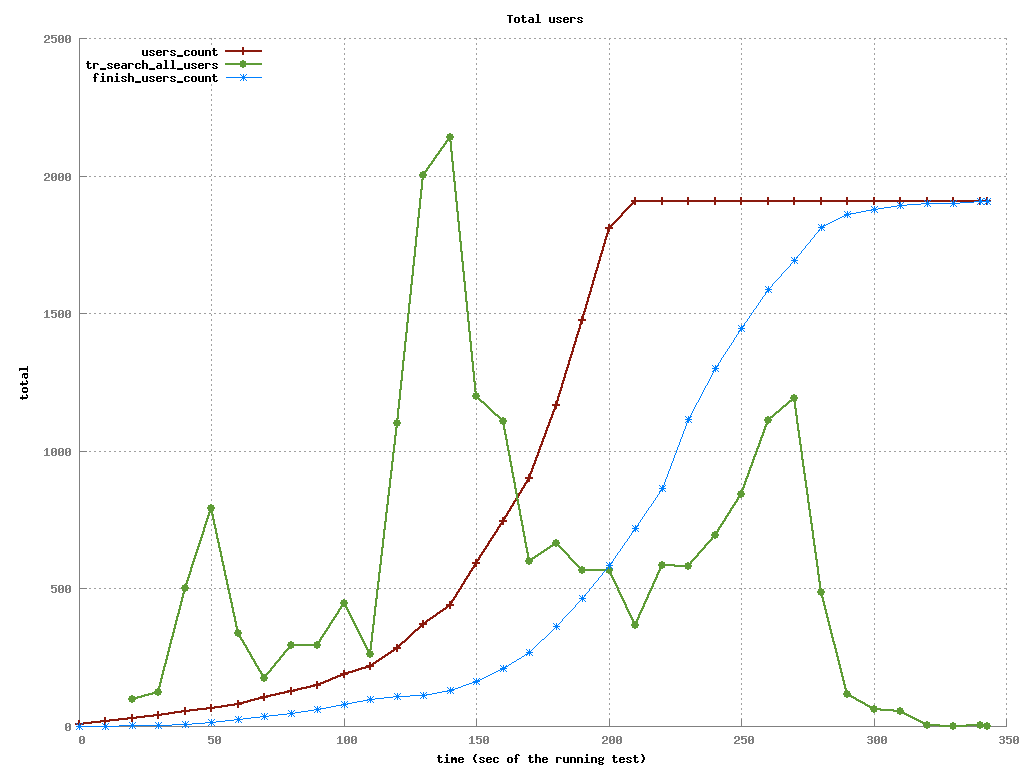 Total users
users_count
tr_search_all_users
finish_users_count
2500
2000
1500
1000
500
0
total
0 50 100 150 200 250 300 350
time (sec of the running test)